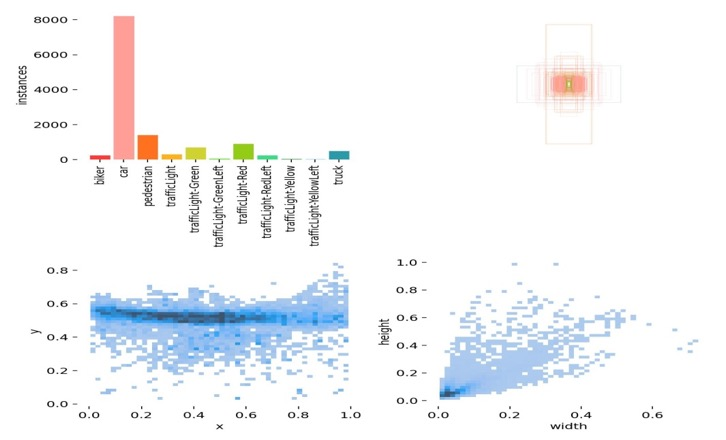 8000
6000
4000
2000
0
instances
biker
car
pedestrian
trafficLight
trafficLight-Green
trafficLight-GreenLeft
trafficLight-Red
trafficLight-RedLeft
trafficLight-Yellow
trafficLight-YellowLeft
truck
0.8
0.6
0.4
0.2
0.0
y
0.0 0.2 0.4 0.6 0.8 1.0
x
1.0
0.8
0.6
0.4
0.2
0.0
height
0.0 0.2 0.4 0.6
width